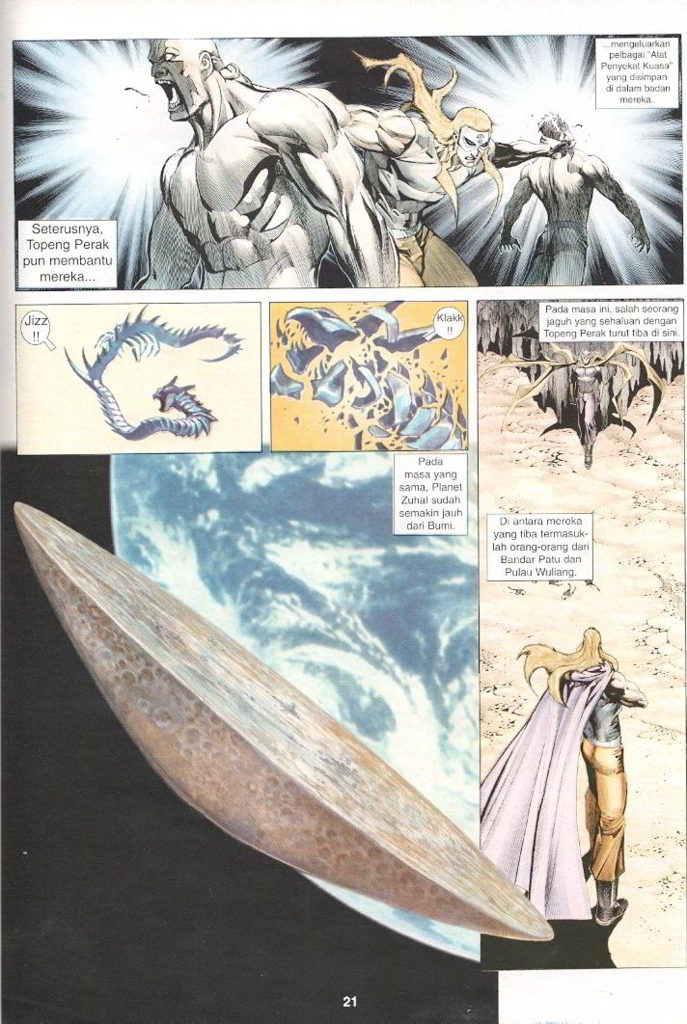 Seterusnya,
Topeng Perak
pun membantu
mereka...
...mengeluarkan
pelbagai "Alat
Penyekat Kuasa"
yang disimpan
di dalam badan
mereka.
Jizz
!!
Klakk
!!
Pada masa ini, salah seorang
jaguh yang sehaluan dengan
Topeng Perak turut tiba di sini.
Pada
masa yang
sama, Planet
Zuhal sudah
semakin jauh
dari Bumi.
Di antara mereka
yang tiba termasuk-
lah orang-orang dari
Bandar Patu dan
Pulau Wuliang.
21